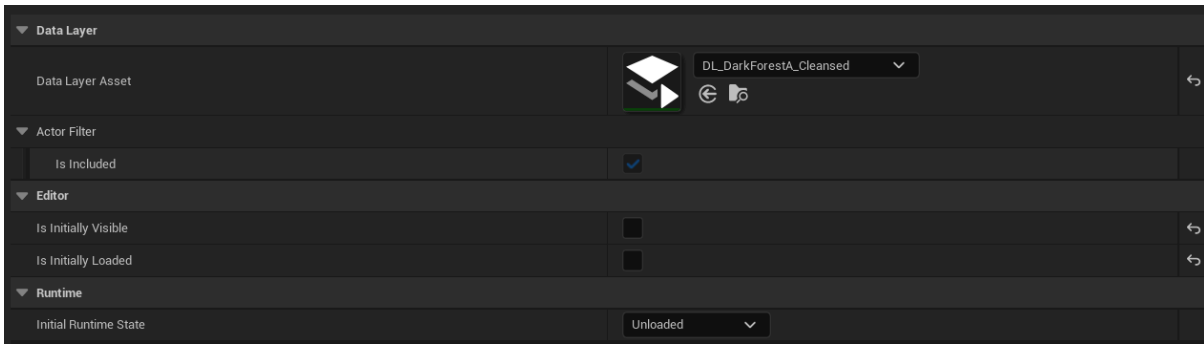 Data Layer
Data Layer Asset
DL_DarkForestA_Cleansed
Actor Filter
Is Included
Editor
Is Initially Visible
Is Initially Loaded
Runtime
Initial Runtime State
Unloaded